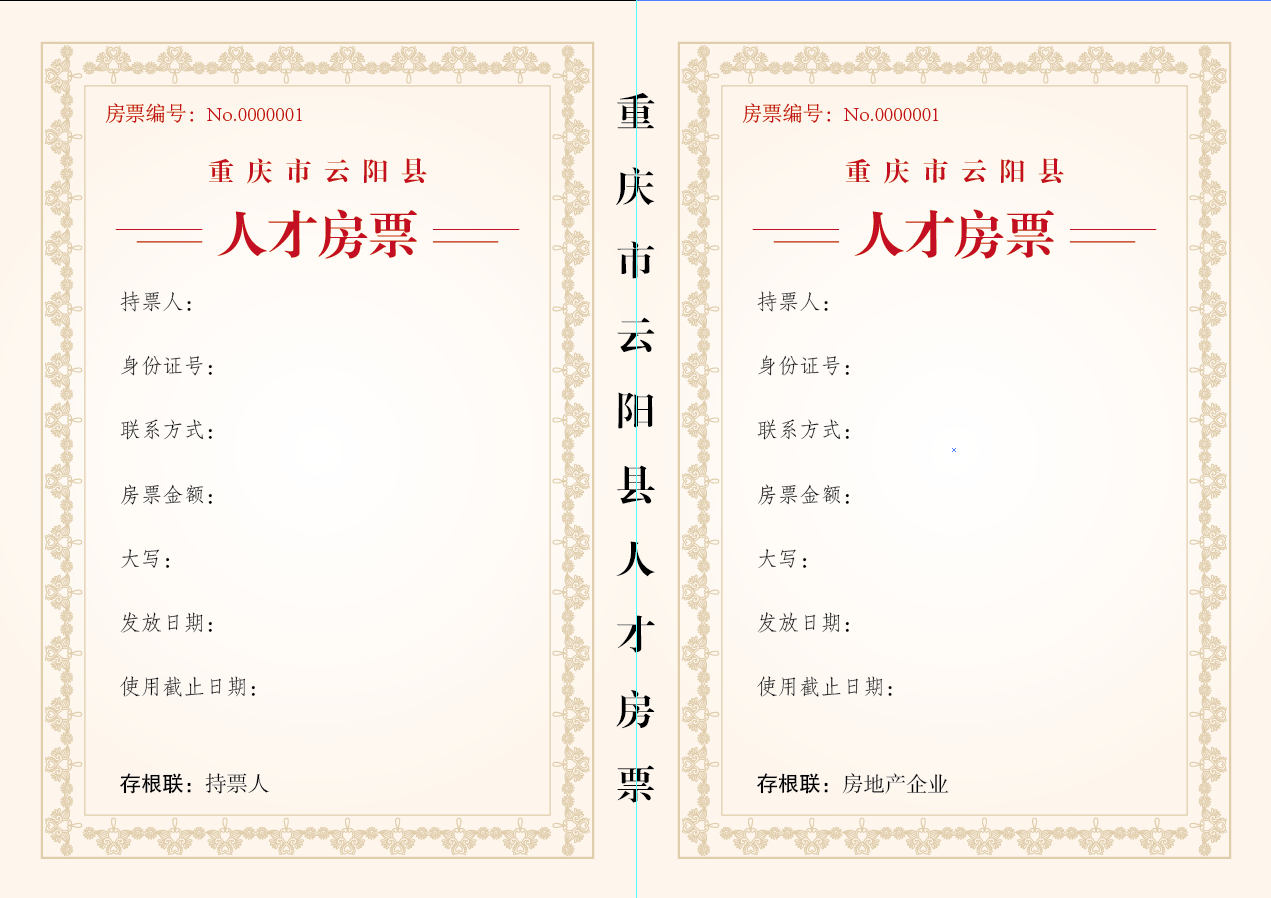 房票编号：No.0000001
重庆市云阳县
人才房票
持票人：
身份证号：
联系方式：
房票金额：
大写：
发放日期：
使用截止日期：
存根联：持票人
重庆市云阳县人才房票
房票编号：No.0000001
重庆市云阳县
人才房票
持票人：
身份证号：
联系方式：
房票金额：
大写：
发放日期：
使用截止日期：
存根联：房地产企业